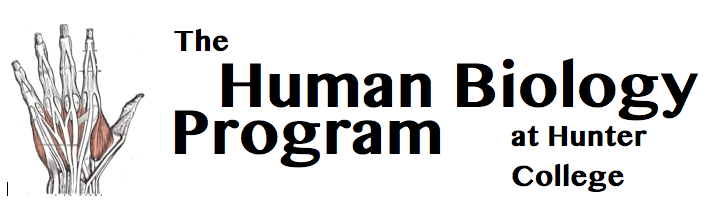 The
Human Biology
Program
at Hunter
College